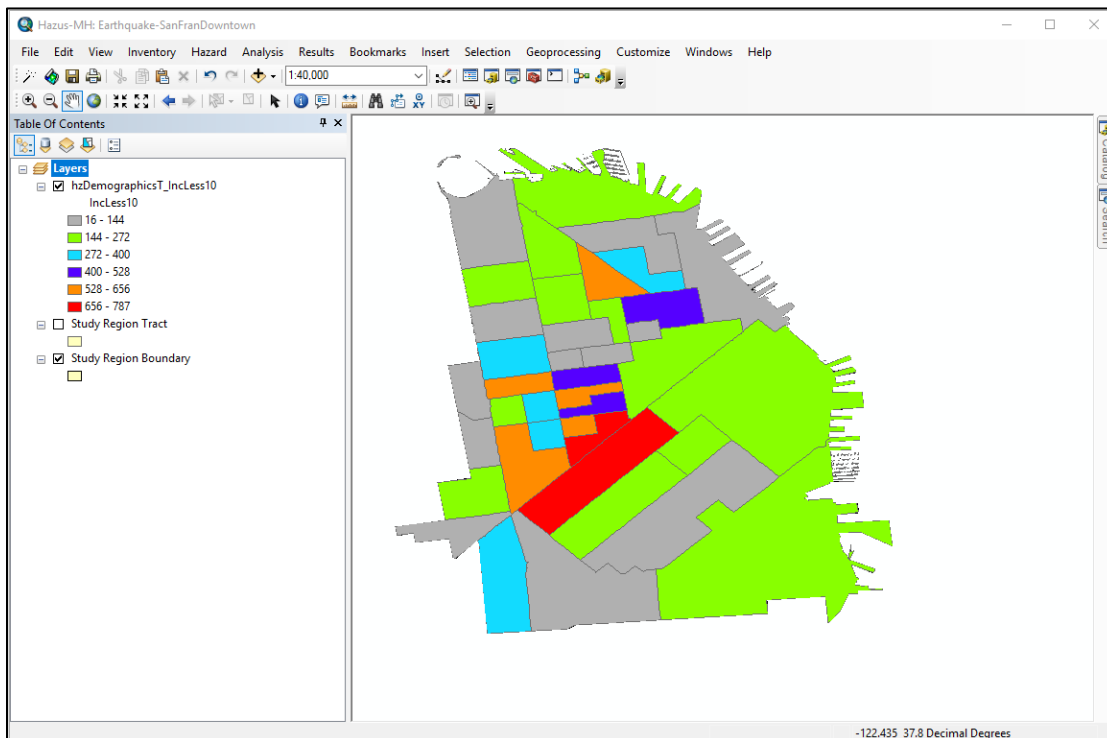 Hazus-MH: Earthquake-SanFranDowntown
File Edit View Inventory Hazard Analysis Results Bookmarks Insert Selection Geoprocessing Customize Windows Help
1:40,000
Table Of Contents
Layers
hzDemographicsT_IncLess10
IncLess10
16 - 144
144 - 272
272 - 400
400 - 528
528 - 656
656 - 787
Study Region Tract
Study Region Boundary
Catalog
Search
-122.435 37.8 Decimal Degrees